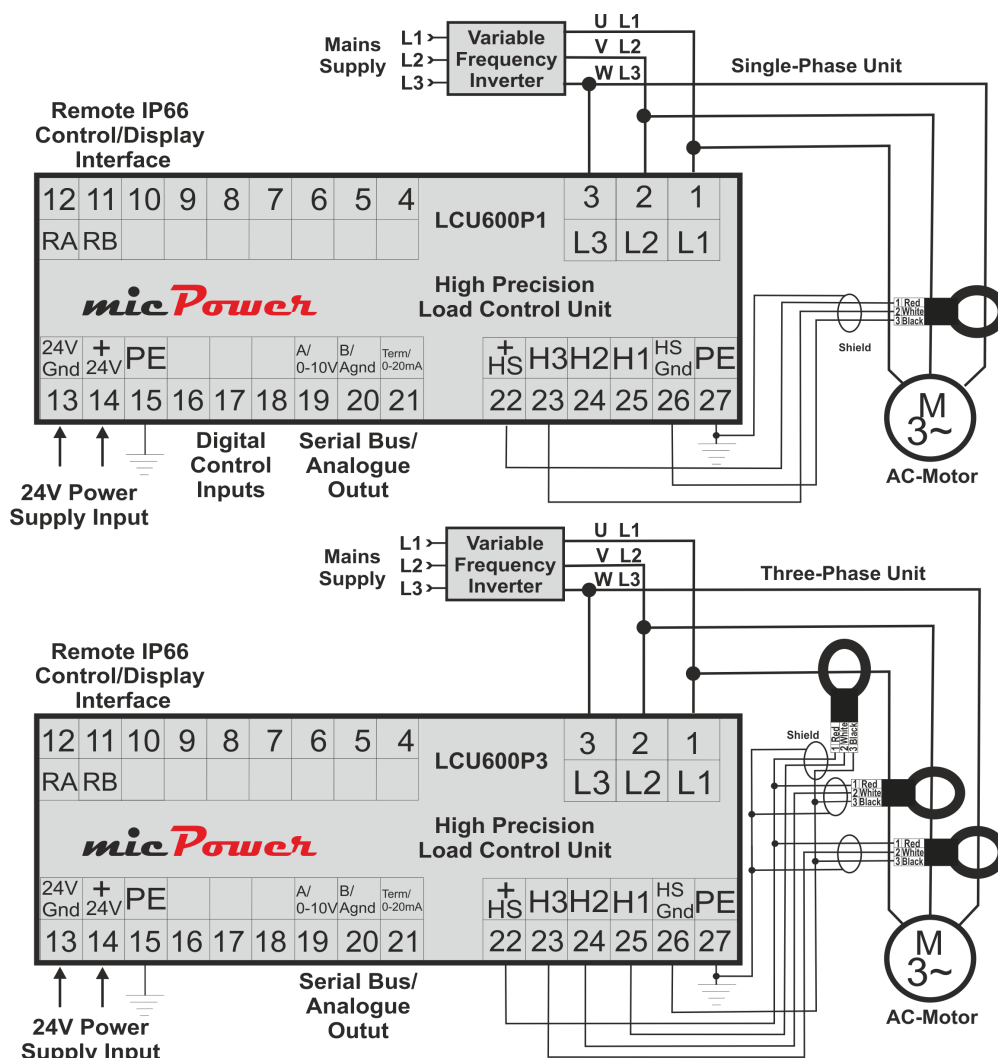 U L1
Mains Supply
L1
L2
L3
Variable Frequency Inverter
V L2
W L3
Single-Phase Unit
Remote IP66
Control/Display
Interface
12 11 10 9 8 7 6 5 4
LCU600P1
3 2 1
RA RB
L3 L2 L1
micPower
High Precision
Load Control Unit
1 Red
2 White
3 Black
Shield
24V Gnd
+ 24V
PE
A/ 0-10V
B/ Agnd
Term/ 0-20mA
+ HS
H3 H2 H1
HS Gnd
PE
13 14 15 16 17 18 19 20 21
22 23 24 25 26 27
M
3~
AC-Motor
24V Power
Supply Input
Digital
Control
Inputs
Serial Bus/
Analogue
Outut
U L1
Mains Supply
L1
L2
L3
Variable Frequency Inverter
V L2
W L3
Three-Phase Unit
Remote IP66
Control/Display
Interface
12 11 10 9 8 7 6 5 4
LCU600P3
3 2 1
RA RB
L3 L2 L1
Shield
1 Red
2 White
3 Black
1 Red
2 White
3 Black
1 Red
2 White
3 Black
micPower
High Precision
Load Control Unit
24V Gnd
+ 24V
PE
A/ 0-10V
B/ Agnd
Term/ 0-20mA
+ HS
H3 H2 H1
HS Gnd
PE
13 14 15 16 17 18 19 20 21
22 23 24 25 26 27
M
3~
AC-Motor
24V Power
Supply Input
Serial Bus/
Analogue
Outut